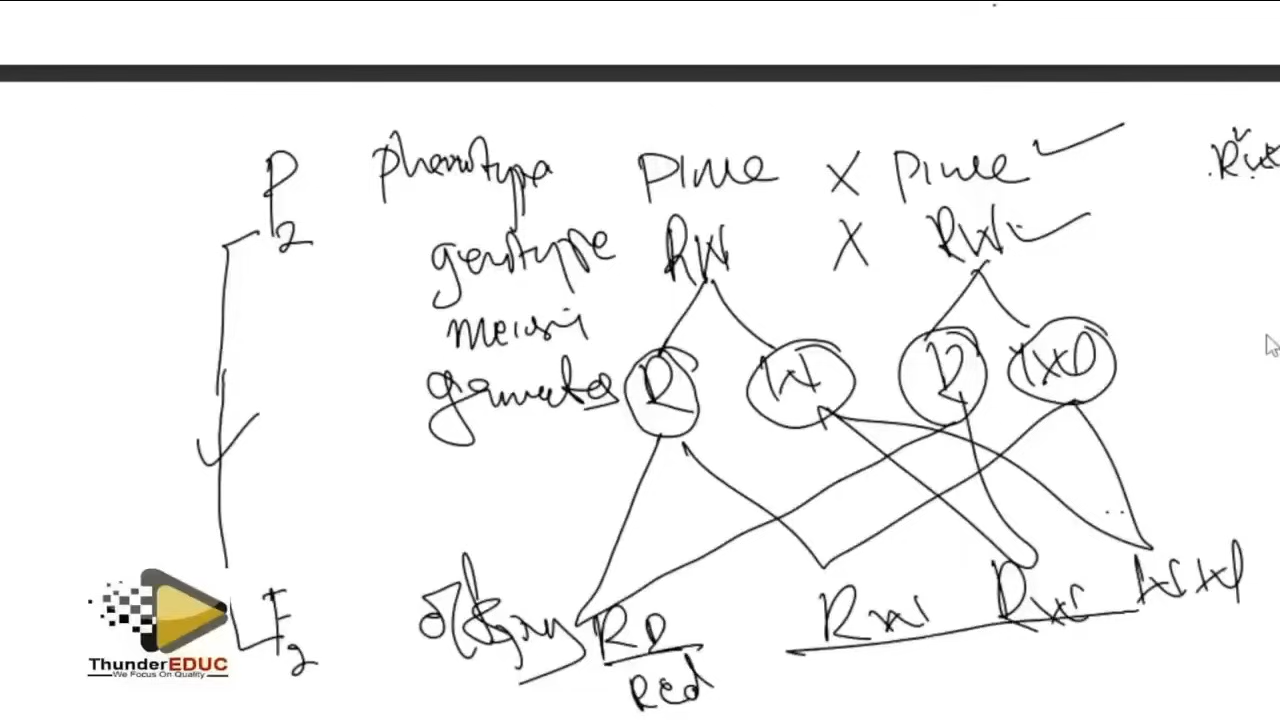 P2 phenotype pink X pink
genotype RW X RW
meiosis
gametes R W R W
F2 offspring RR RW RW WW
Red
ThunderEDUC
We Focus On Quality